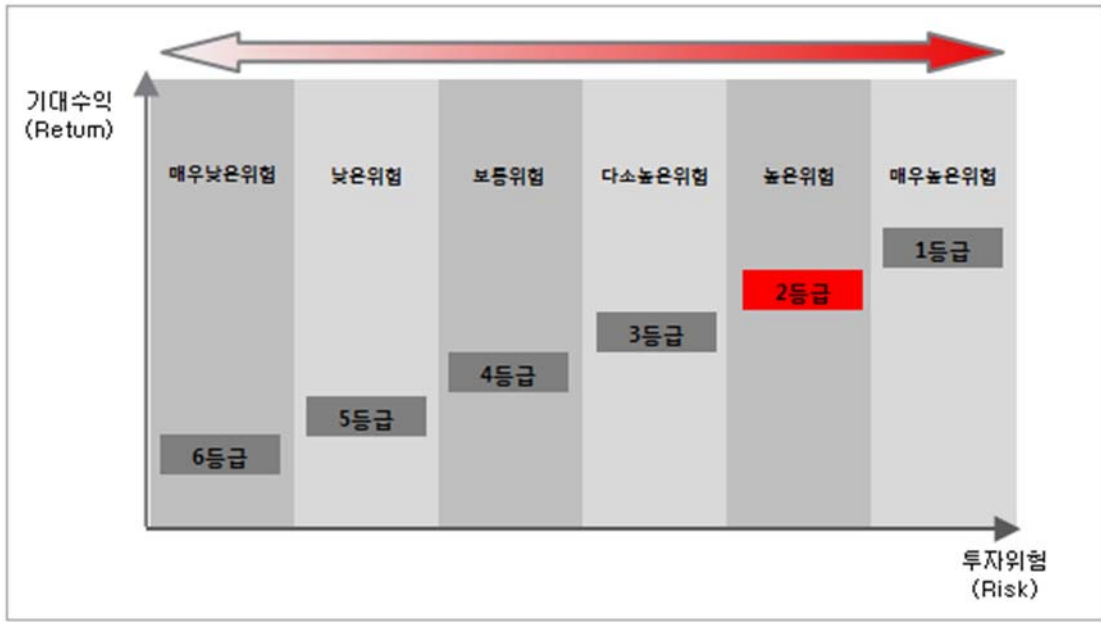 기대수익
(Retum)
매우낮은위험
낮은위험
보통위험
다소높은위험
높은위험
매우높은위험
1등급
2등급
3등급
4등급
5등급
6등급
투자위험
(Risk)